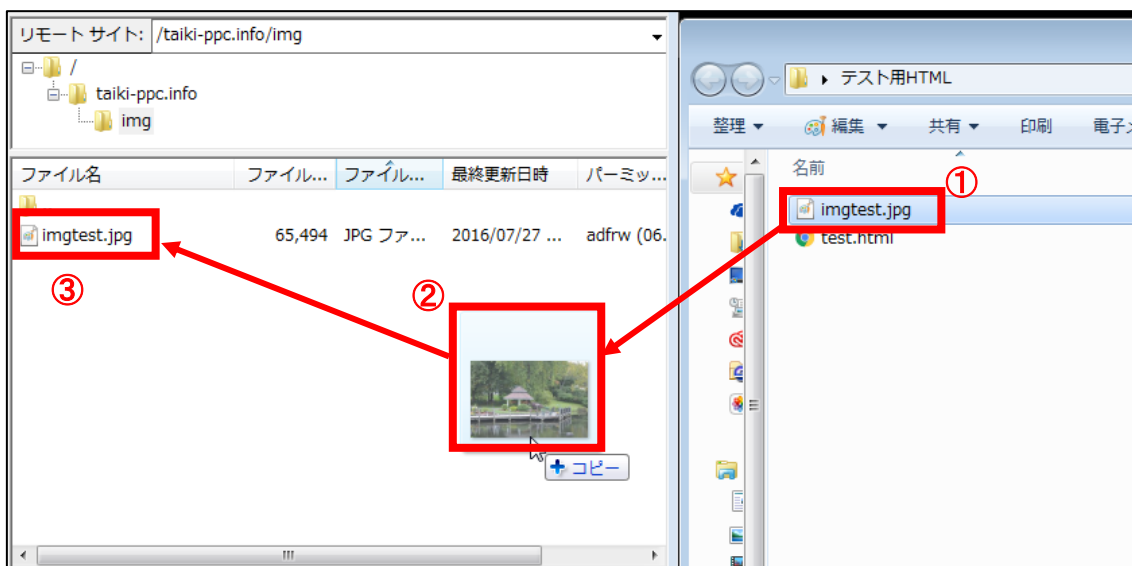 リモート サイト: /taiki-ppc.info/img
/
taiki-ppc.info
img
ファイル名 ファイル... ファイル... 最終更新日時 パーミッ...
..
imgtest.jpg 65,494 JPG ファ... 2016/07/27 ... adfrw (06.
③
②
コピー
テスト用HTML
整理 編集 共有 印刷 電子メ
名前
①
imgtest.jpg
test.html